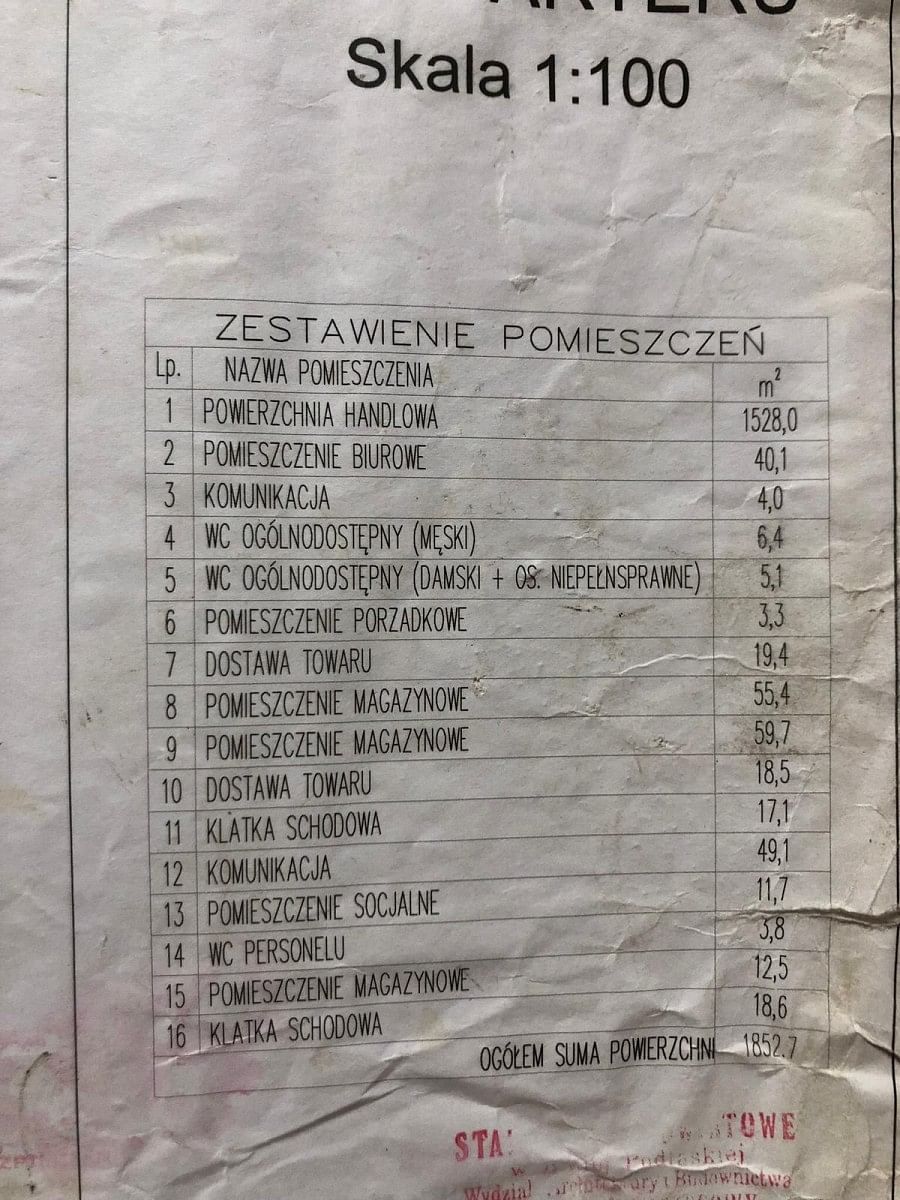 Skala 1:100
ZESTAWIENIE POMIESZCZEŃ
Lp. NAZWA POMIESZCZENIA m²
1 POWIERZCHNIA HANDLOWA 1528,0
2 POMIESZCZENIE BIUROWE 40,1
3 KOMUNIKACJA 4,0
4 WC OGÓLNODOSTĘPNY (MĘSKI) 6,4
5 WC OGÓLNODOSTĘPNY (DAMSKI + OS. NIEPEŁNSPRAWNE) 5,1
6 POMIESZCZENIE PORZADKOWE 3,3
7 DOSTAWA TOWARU 19,4
8 POMIESZCZENIE MAGAZYNOWE 55,4
9 POMIESZCZENIE MAGAZYNOWE 59,7
10 DOSTAWA TOWARU 18,5
11 KLATKA SCHODOWA 17,1
12 KOMUNIKACJA 49,1
13 POMIESZCZENIE SOCJALNE 11,7
14 WC PERSONELU 3,8
15 POMIESZCZENIE MAGAZYNOWE 12,5
16 KLATKA SCHODOWA 18,6
OGÓŁEM SUMA POWIERZCHNI 1852.7
Podlaskiej
Wydział Budownictwa